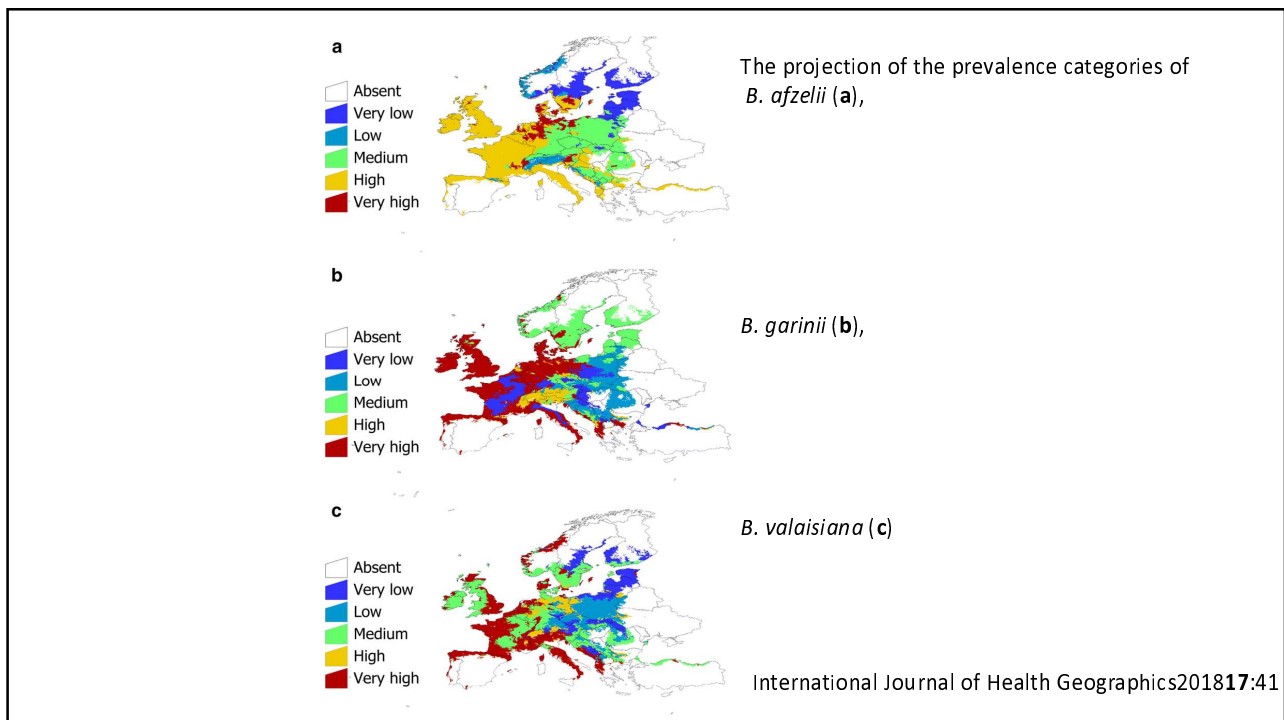 a
Absent
Very low
Low
Medium
High
Very high
The projection of the prevalence categories of
B. afzelii (a),
b
Absent
Very low
Low
Medium
High
Very high
B. garinii (b),
c
Absent
Very low
Low
Medium
High
Very high
B. valaisiana (c)
International Journal of Health Geographics201817:41